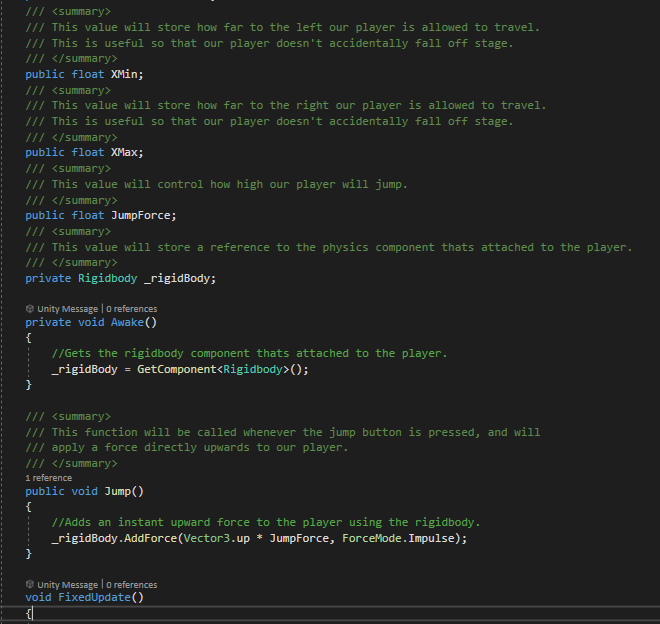 /// <summary>
/// This value will store how far to the left our player is allowed to travel.
/// This is useful so that our player doesn't accidentally fall off stage.
/// </summary>
public float XMin;
/// <summary>
/// This value will store how far to the right our player is allowed to travel.
/// This is useful so that our player doesn't accidentally fall off stage.
/// </summary>
public float XMax;
/// <summary>
/// This value will control how high our player will jump.
/// </summary>
public float JumpForce;
/// <summary>
/// This value will store a reference to the physics component thats attached to the player.
/// </summary>
private Rigidbody _rigidBody;
Unity Message | 0 references
private void Awake()
{
//Gets the rigidbody component thats attached to the player.
_rigidBody = GetComponent<Rigidbody>();
}
/// <summary>
/// This function will be called whenever the jump button is pressed, and will
/// apply a force directly upwards to our player.
/// </summary>
1 reference
public void Jump()
{
//Adds an instant upward force to the player using the rigidbody.
_rigidBody.AddForce(Vector3.up * JumpForce, ForceMode.Impulse);
}
Unity Message | 0 references
void FixedUpdate()
{